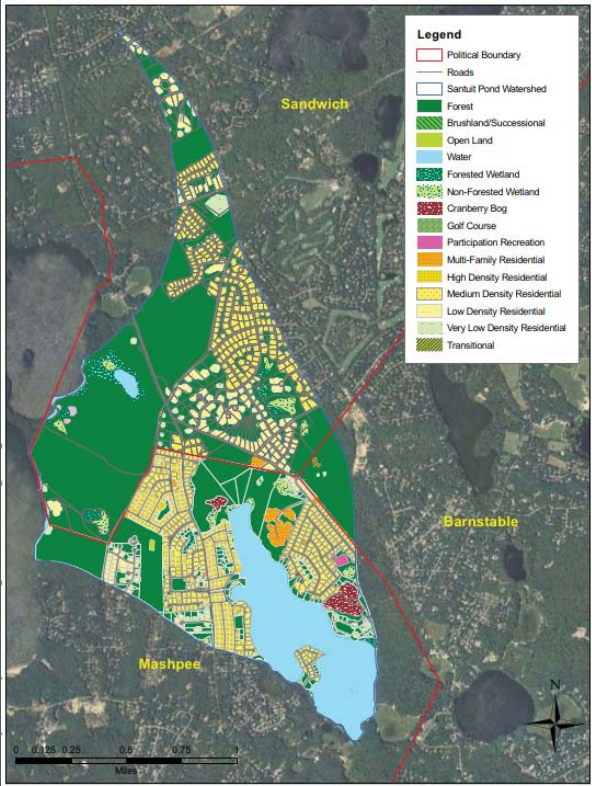 Legend
Political Boundary
Roads
Santuit Pond Watershed
Forest
Brushland/Successional
Open Land
Water
Forested Wetland
Non-Forested Wetland
Cranberry Bog
Golf Course
Participation Recreation
Multi-Family Residential
High Density Residential
Medium Density Residential
Low Density Residential
Very Low Density Residential
Transitional
Sandwich
Barnstable
Mashpee
N
0 0.125 0.25 0.5 0.75 1
Miles